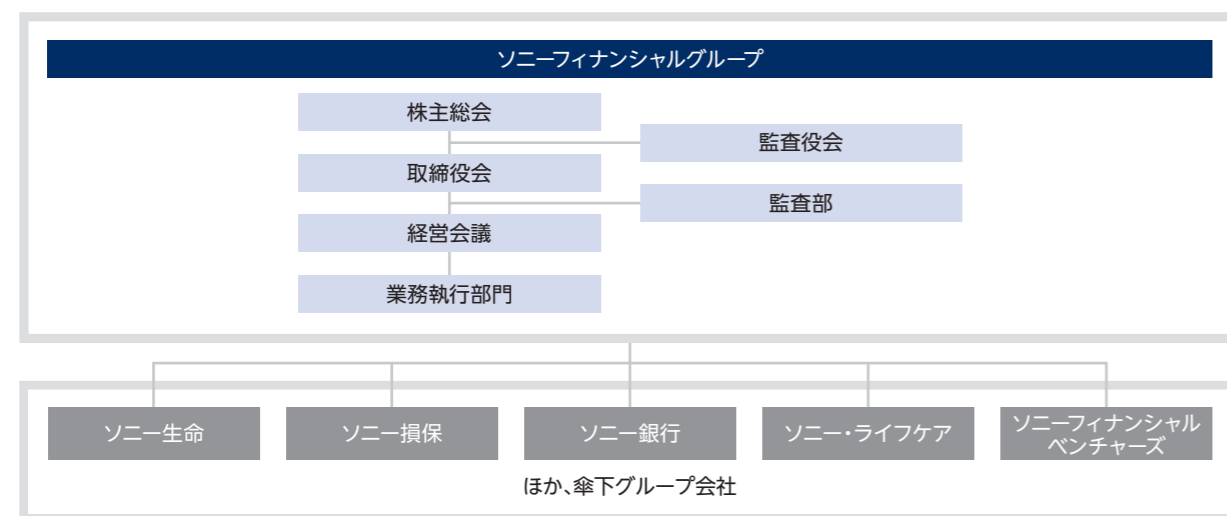 ソニーフィナンシャルグループ
株主総会
監査役会
取締役会
監査部
経営会議
業務執行部門
ソニー生命
ソニー損保
ソニー銀行
ソニー・ライフケア
ソニーフィナンシャル
ベンチャーズ
ほか、傘下グループ会社